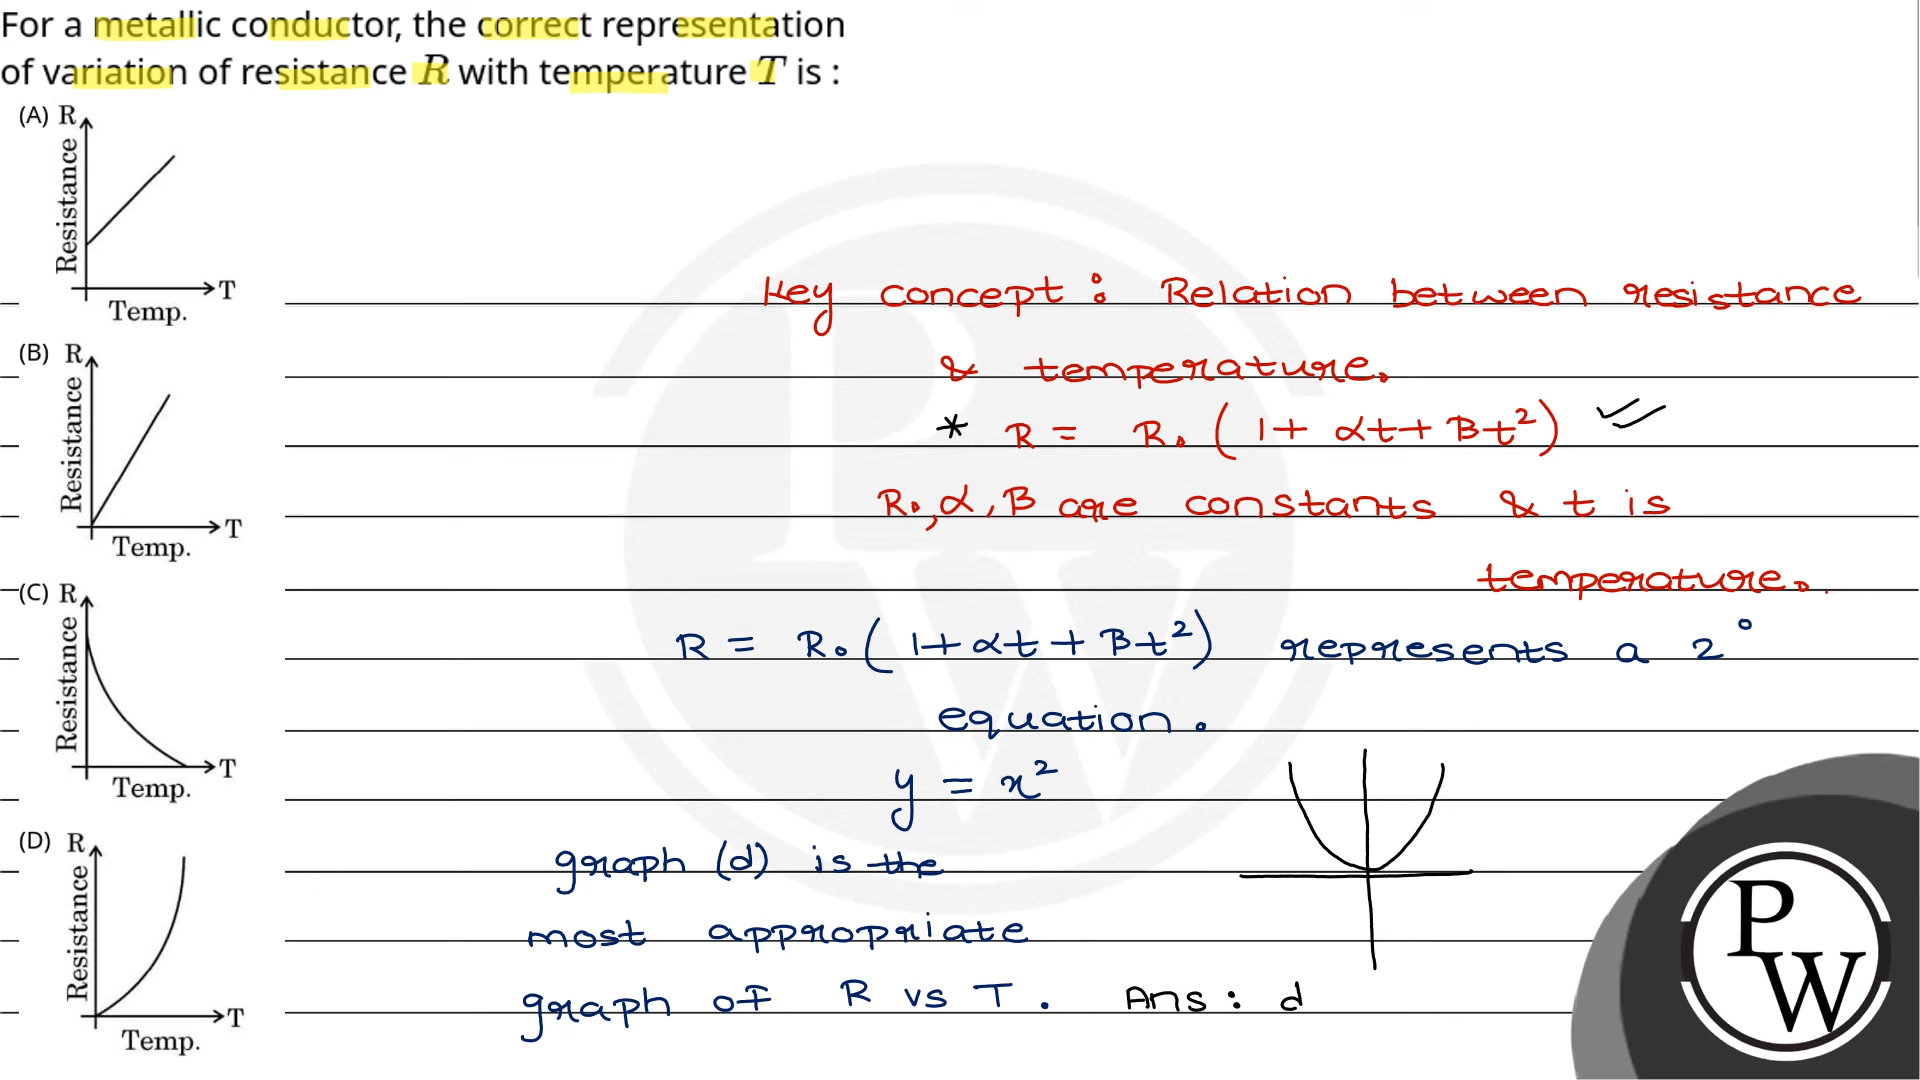 For a metallic conductor, the correct representation
of variation of resistance R with temperature T is :
(A) R
Resistance
T
Temp.
(B) R
Resistance
T
Temp.
(C) R
Resistance
T
Temp.
(D) R
Resistance
T
Temp.
Key concept : Relation between resistance
& temperature.
* R = R₀ ( 1 + αt + Bt² )
R₀, α, B are constants & t is
temperature.
R = R₀ ( 1 + αt + Bt² ) represents a 2°
equation.
y = x²
graph (d) is the
most appropriate
graph of R vs T. Ans : d
P
W
P
W